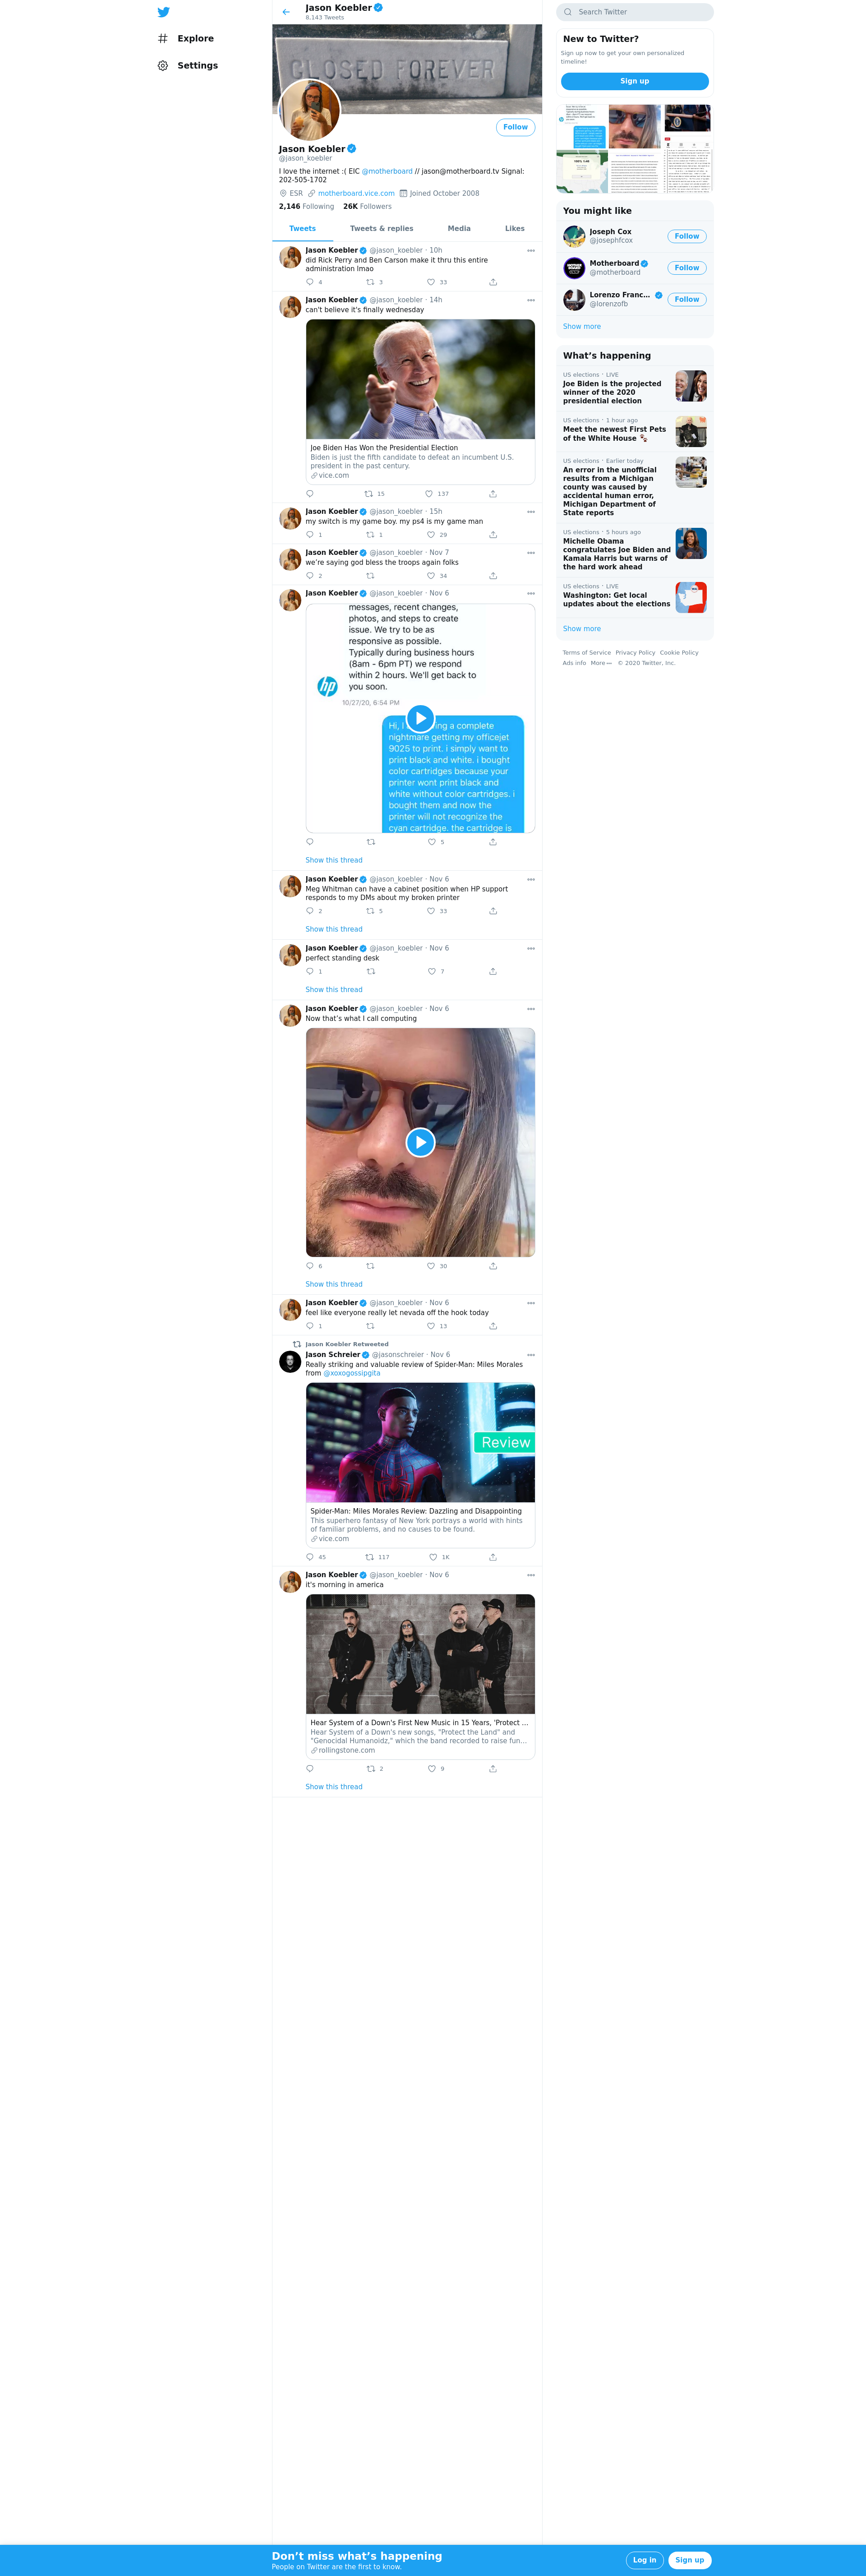 Explore
Settings
Jason Koebler
8,143 Tweets
CLOSED FOREVER
Follow
Jason Koebler
@jason_koebler
I love the internet :( EIC @motherboard // jason@motherboard.tv Signal:
202-505-1702
ESR motherboard.vice.com Joined October 2008
2,146 Following 26K Followers
Tweets Tweets & replies Media Likes
Jason Koebler @jason_koebler · 10h
did Rick Perry and Ben Carson make it thru this entire
administration lmao
4 3 33
Jason Koebler @jason_koebler · 14h
can't believe it's finally wednesday
Joe Biden Has Won the Presidential Election
Biden is just the fifth candidate to defeat an incumbent U.S.
president in the past century.
vice.com
15 137
Jason Koebler @jason_koebler · 15h
my switch is my game boy. my ps4 is my game man
1 1 29
Jason Koebler @jason_koebler · Nov 7
we're saying god bless the troops again folks
2 34
Jason Koebler @jason_koebler · Nov 6
messages, recent changes,
photos, and steps to create
issue. We try to be as
responsive as possible.
Typically during business hours
(8am - 6pm PT) we respond
within 2 hours. We'll get back to
you soon.
hp
10/27/20, 6:54 PM
Hi, I ing a complete
nightmare getting my officejet
9025 to print. i simply want to
print black and white. i bought
color cartridges because your
printer wont print black and
white without color cartridges. i
bought them and now the
printer will not recognize the
cyan cartridge. the cartridge is
5
Show this thread
Jason Koebler @jason_koebler · Nov 6
Meg Whitman can have a cabinet position when HP support
responds to my DMs about my broken printer
2 5 33
Show this thread
Jason Koebler @jason_koebler · Nov 6
perfect standing desk
1 7
Show this thread
Jason Koebler @jason_koebler · Nov 6
Now that's what I call computing
6 30
Show this thread
Jason Koebler @jason_koebler · Nov 6
feel like everyone really let nevada off the hook today
1 13
Jason Koebler Retweeted
Jason Schreier @jasonschreier · Nov 6
Really striking and valuable review of Spider-Man: Miles Morales
from @xoxogossipgita
Review
Spider-Man: Miles Morales Review: Dazzling and Disappointing
This superhero fantasy of New York portrays a world with hints
of familiar problems, and no causes to be found.
vice.com
45 117 1K
Jason Koebler @jason_koebler · Nov 6
it's morning in america
Hear System of a Down's First New Music in 15 Years, 'Protect ...
Hear System of a Down's new songs, "Protect the Land" and
"Genocidal Humanoidz," which the band recorded to raise fun...
rollingstone.com
2 9
Show this thread
Search Twitter
New to Twitter?
Sign up now to get your own personalized
timeline!
Sign up
You might like
Joseph Cox
@josephfcox
Follow
Motherboard
@motherboard
Follow
Lorenzo Franc...
@lorenzofb
Follow
Show more
What's happening
US elections · LIVE
Joe Biden is the projected
winner of the 2020
presidential election
US elections · 1 hour ago
Meet the newest First Pets
of the White House 🐾
US elections · Earlier today
An error in the unofficial
results from a Michigan
county was caused by
accidental human error,
Michigan Department of
State reports
US elections · 5 hours ago
Michelle Obama
congratulates Joe Biden and
Kamala Harris but warns of
the hard work ahead
US elections · LIVE
Washington: Get local
updates about the elections
Show more
Terms of Service Privacy Policy Cookie Policy
Ads info More ··· © 2020 Twitter, Inc.
Don't miss what's happening
People on Twitter are the first to know.
Log in
Sign up